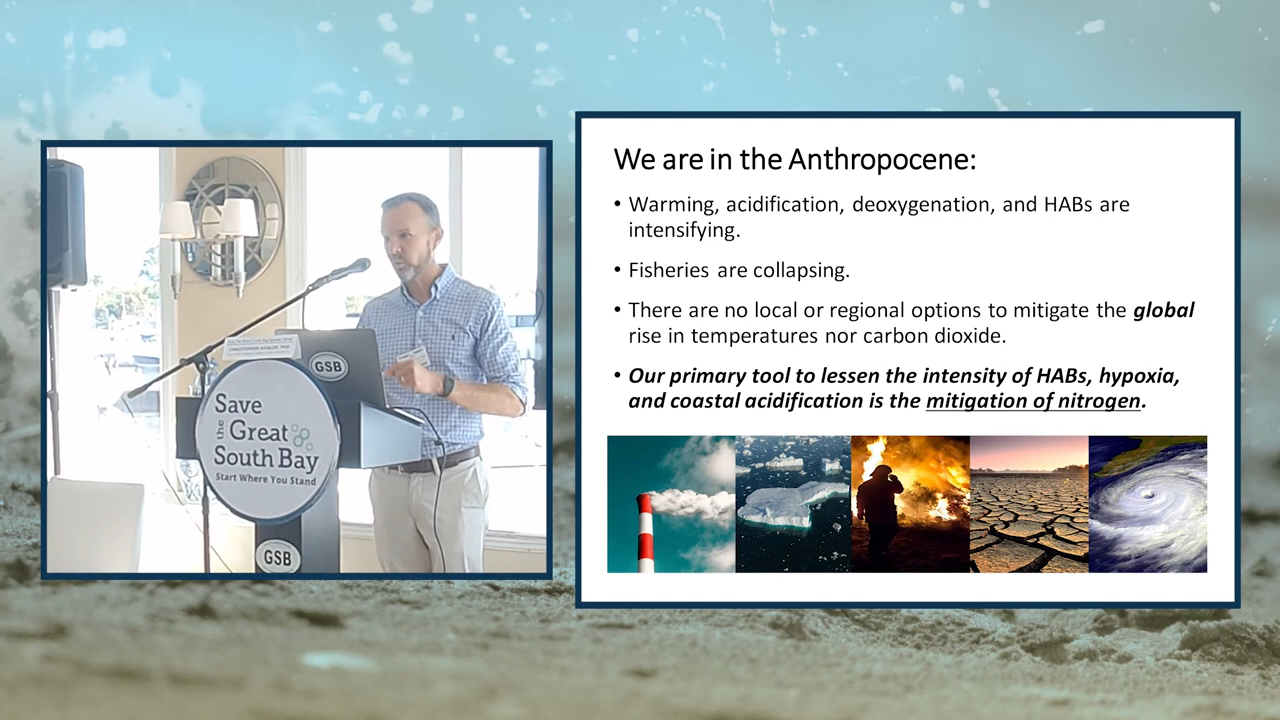 CHRISTOPHER GOBLER, PHD
GSB
Save
the Great
South Bay
Start Where You Stand
GSB
We are in the Anthropocene:
• Warming, acidification, deoxygenation, and HABs are
intensifying.
• Fisheries are collapsing.
• There are no local or regional options to mitigate the global
rise in temperatures nor carbon dioxide.
• Our primary tool to lessen the intensity of HABs, hypoxia,
and coastal acidification is the mitigation of nitrogen.